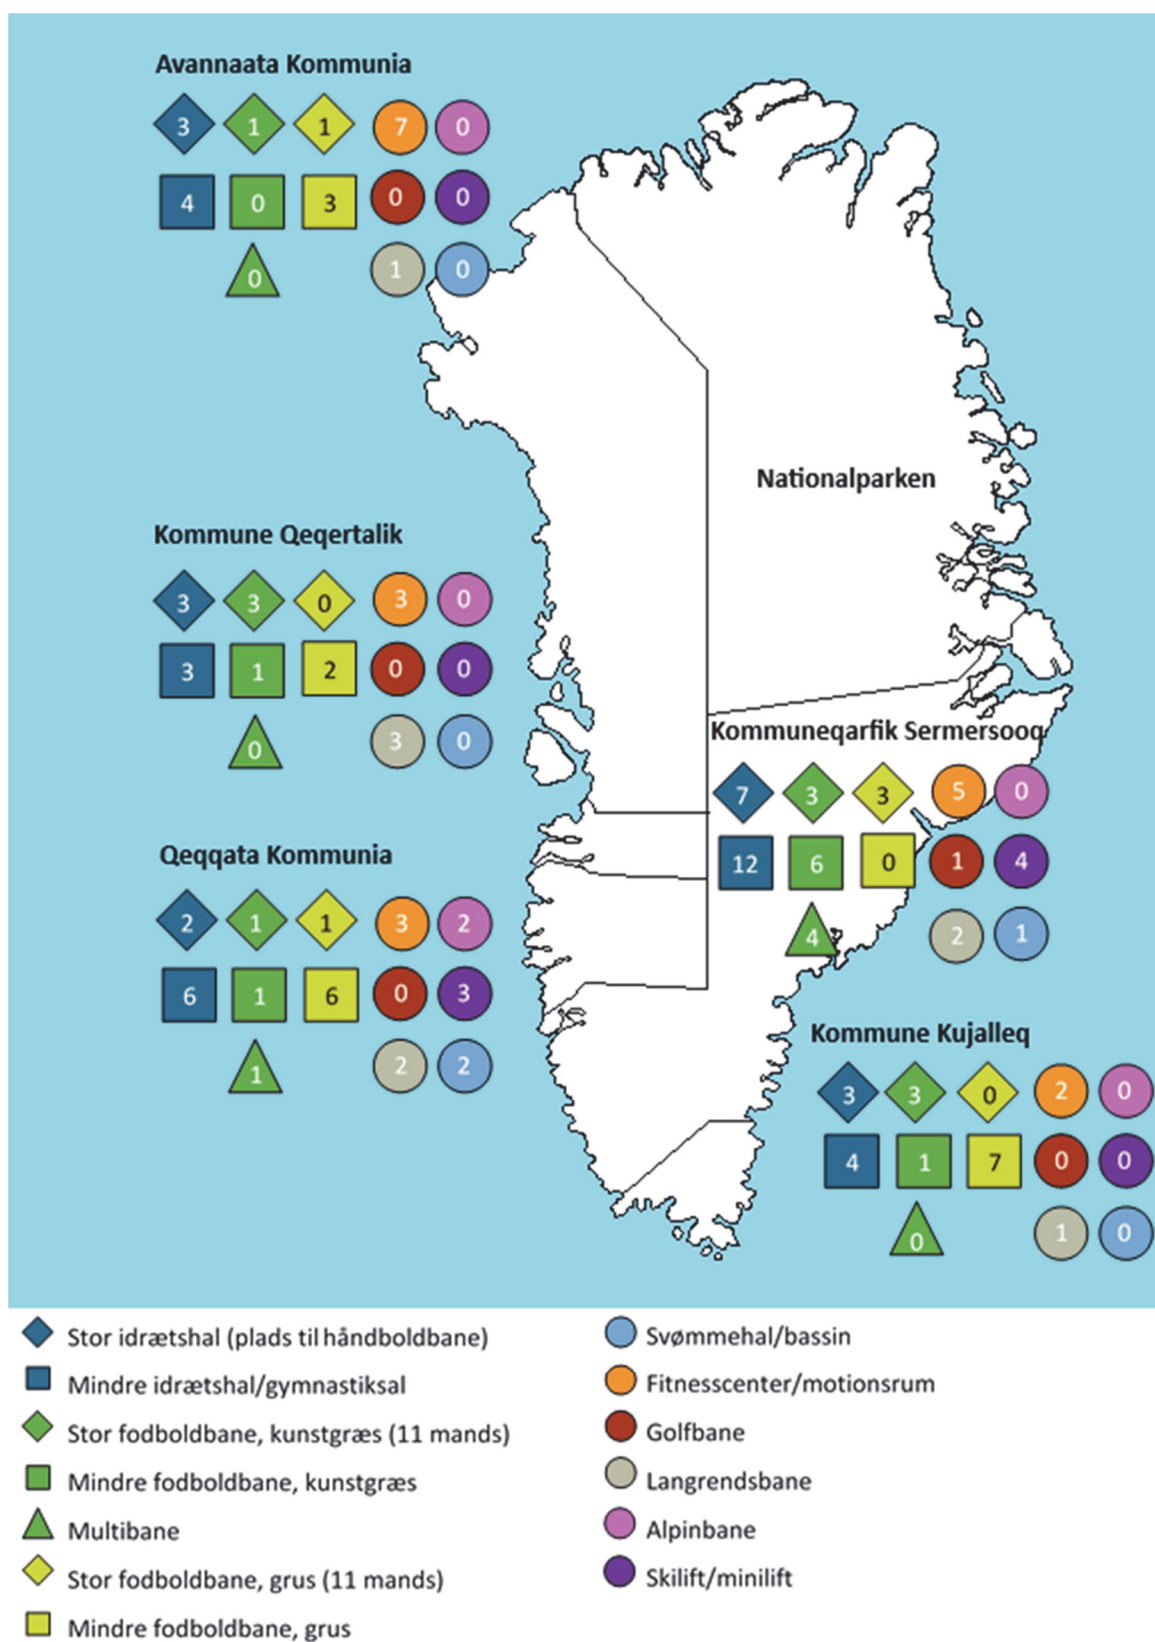 Avannaata Kommunia
3 1 1 7 0
4 0 3 0 0
0 1 0
Nationalparken
Kommune Qeqertalik
3 3 0 3 0
3 1 2 0 0
0 3 0
Kommuneqarfik Sermersooq
7 3 3 5 0
12 6 0 1 4
4 2 1
Qeqqata Kommunia
2 1 1 3 2
6 1 6 0 3
1 2 2
Kommune Kujalleq
3 3 0 2 0
4 1 7 0 0
0 1 0
Stor idrætshal (plads til håndboldbane)
Mindre idrætshal/gymnastiksal
Stor fodboldbane, kunstgræs (11 mands)
Mindre fodboldbane, kunstgræs
Multibane
Stor fodboldbane, grus (11 mands)
Mindre fodboldbane, grus
Svømmehal/bassin
Fitnesscenter/motionsrum
Golfbane
Langrendsbane
Alpinbane
Skilift/minilift